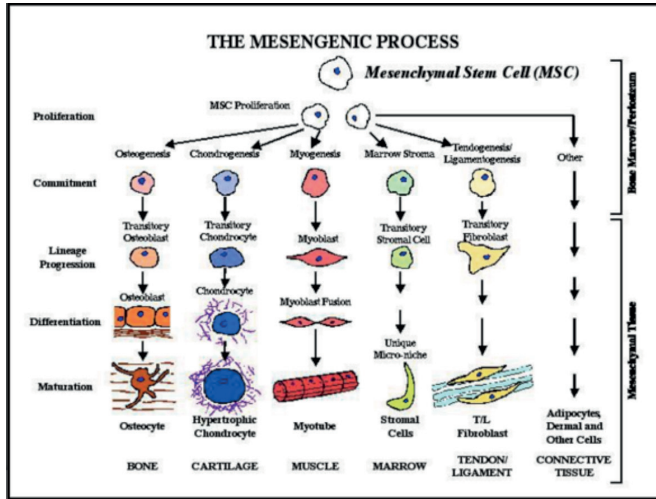 THE MESENGENIC PROCESS
Mesenchymal Stem Cell (MSC)
Proliferation
MSC Proliferation
Osteogenesis
Chondrogenesis
Myogenesis
Marrow Stroma
Tendogenesis/
Ligamentogenesis
Other
Bone Marrow/Periosteum
Commitment
Transitory
Osteoblast
Transitory
Chondrocyte
Myoblast
Transitory
Stromal Cell
Transitory
Fibroblast
Lineage
Progression
Osteoblast
Chondrocyte
Myoblast Fusion
Differentiation
Unique
Micro-niche
Mesenchymal Tissue
Maturation
Osteocyte
Hypertrophic
Chondrocyte
Myotube
Stromal
Cells
T/L
Fibroblast
Adipocytes,
Dermal and
Other Cells
BONE
CARTILAGE
MUSCLE
MARROW
TENDON/
LIGAMENT
CONNECTIVE
TISSUE